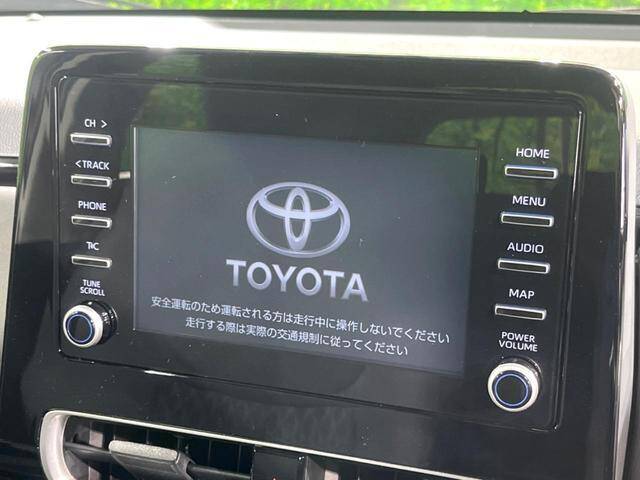 CH >
< TRACK
PHONE
T&C
TUNE
SCROLL
TOYOTA
安全運転のため運転される方は走行中に操作しないでください
走行する際は実際の交通規制に従ってください
HOME
MENU
AUDIO
MAP
POWER
VOLUME